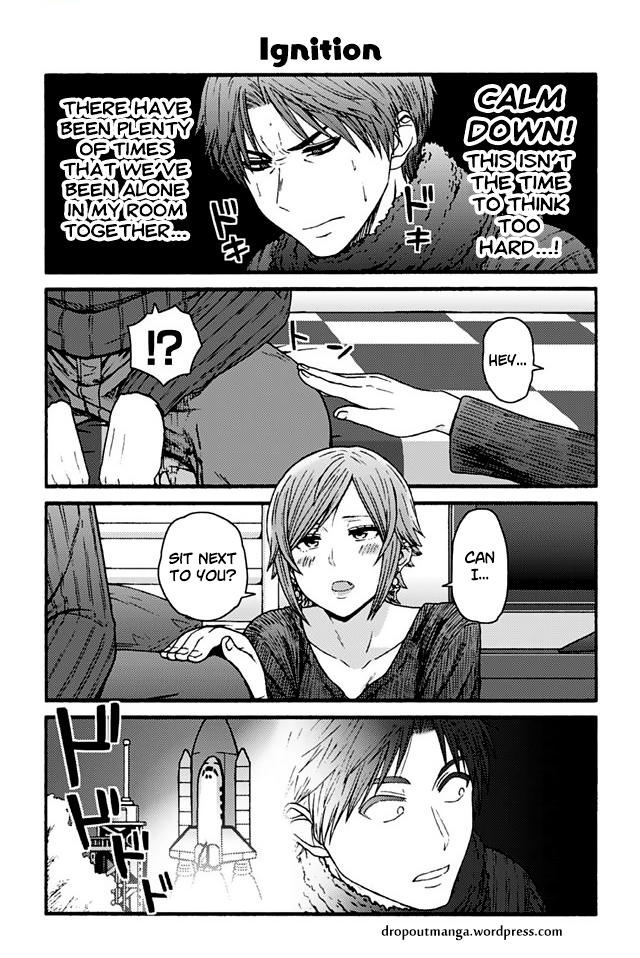 Ignition
CALM
DOWN!
THIS ISN'T
THE TIME
TO THINK
TOO
HARD...!
THERE HAVE
BEEN PLENTY
OF TIMES
THAT WE'VE
BEEN ALONE
IN MY ROOM
TOGETHER...
ドキ
ドキ
HEY...
トン
!?
CAN
I...
SIT NEXT
TO YOU?
ドドドド
dropoutmanga.wordpress.com